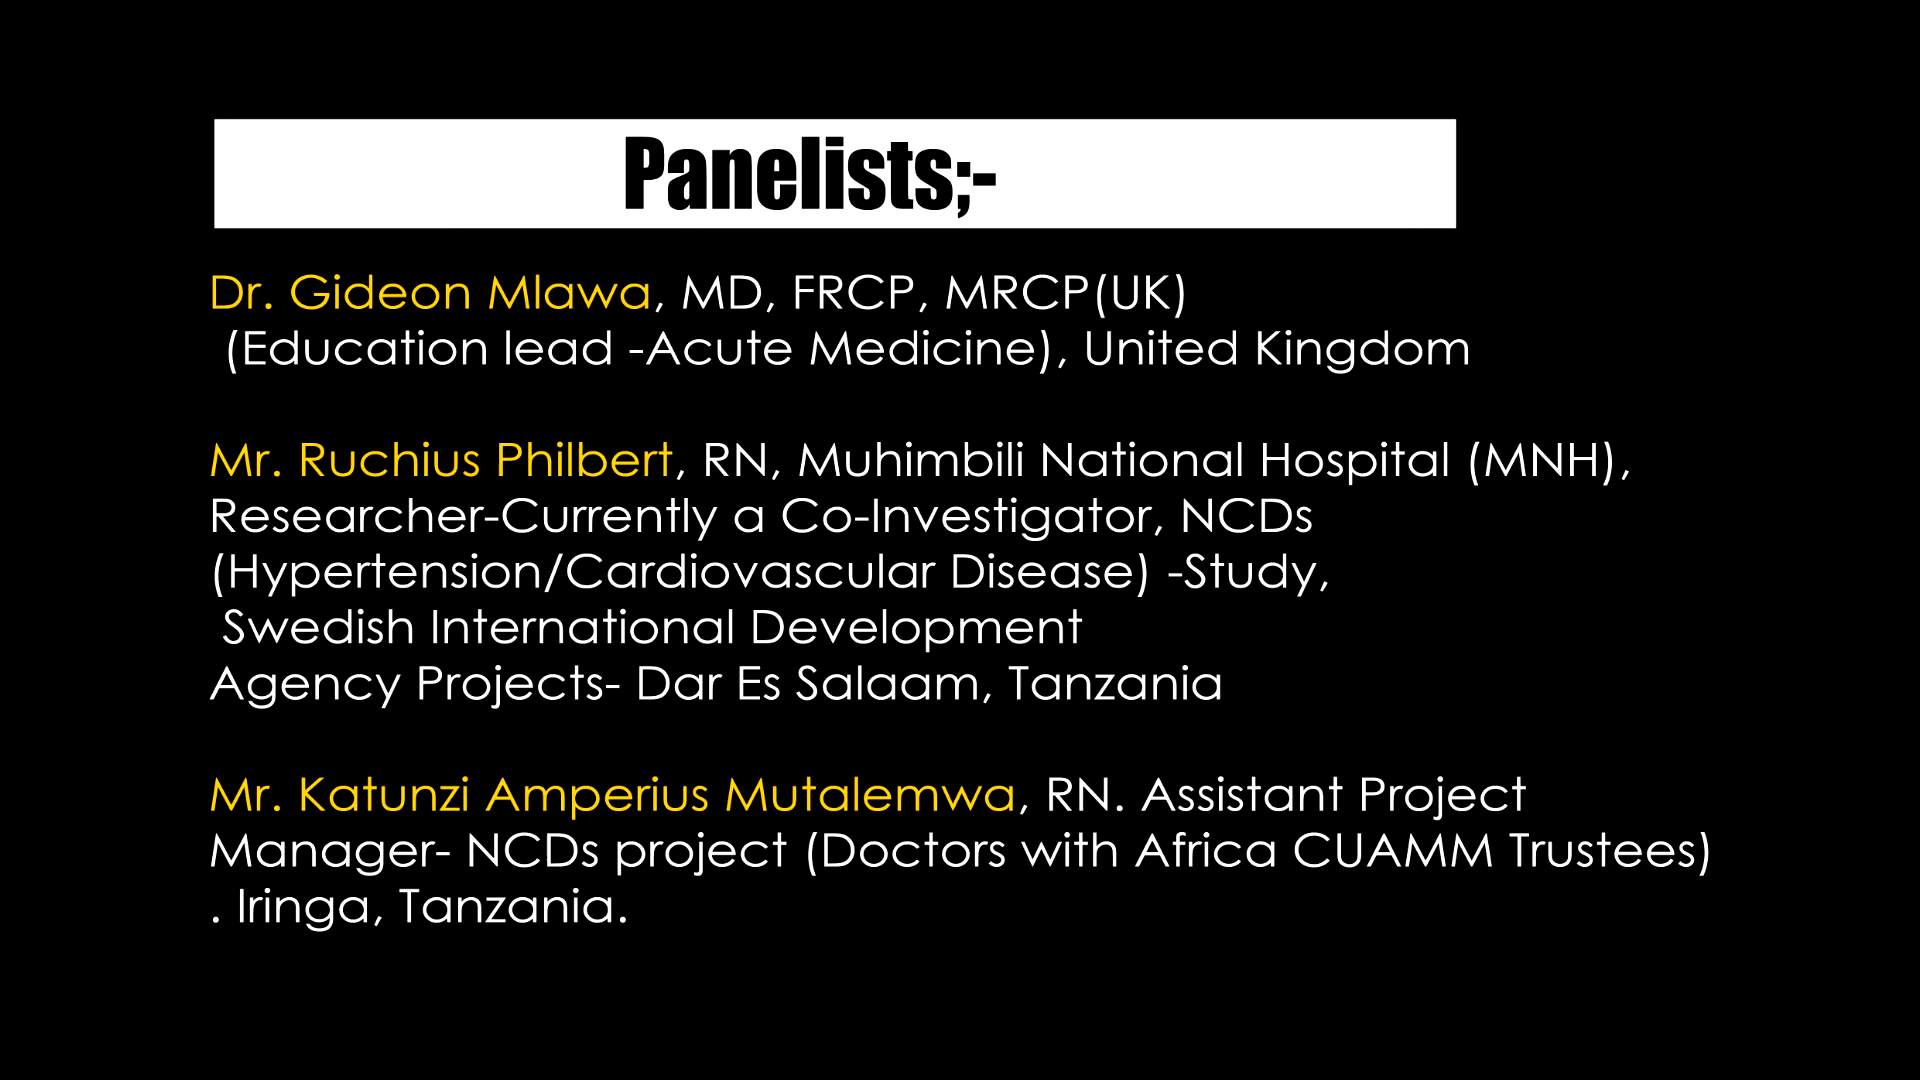 Panelists;-
Dr. Gideon Mlawa, MD, FRCP, MRCP(UK)
(Education lead -Acute Medicine), United Kingdom
Mr. Ruchius Philbert, RN, Muhimbili National Hospital (MNH),
Researcher-Currently a Co-Investigator, NCDs
(Hypertension/Cardiovascular Disease) -Study,
Swedish International Development
Agency Projects- Dar Es Salaam, Tanzania
Mr. Katunzi Amperius Mutalemwa, RN. Assistant Project
Manager- NCDs project (Doctors with Africa CUAMM Trustees)
. Iringa, Tanzania.